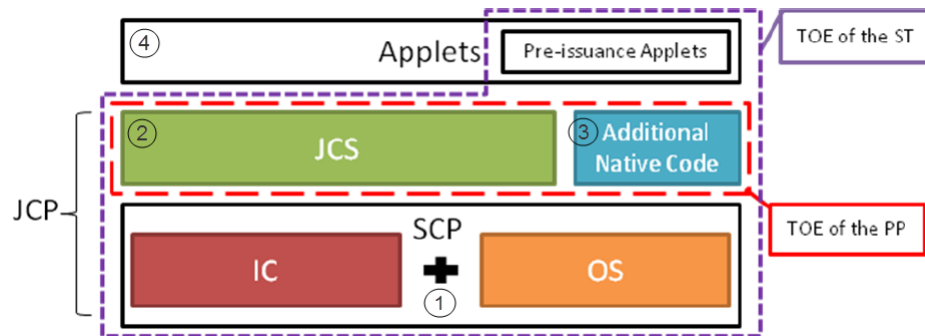 ④
Applets
Pre-issuance Applets
TOE of the ST
②
JCS
③ Additional
Native Code
JCP
TOE of the PP
SCP
IC
①
OS